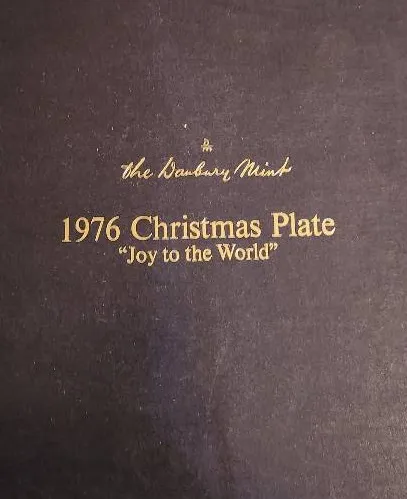 the Danbury Mint
1976 Christmas Plate
“Joy to the World”